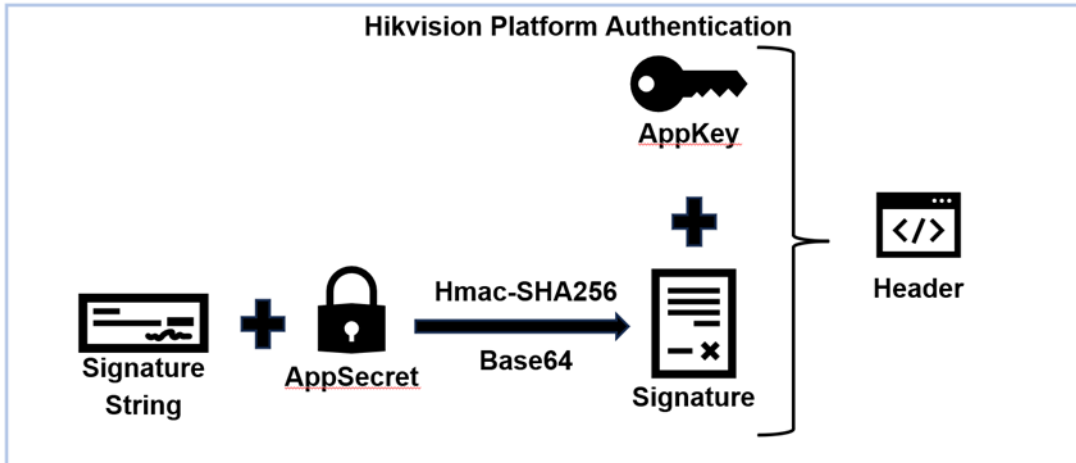 Hikvision Platform Authentication
AppKey
Hmac-SHA256
Base64
Signature
String
AppSecret
Signature
Header